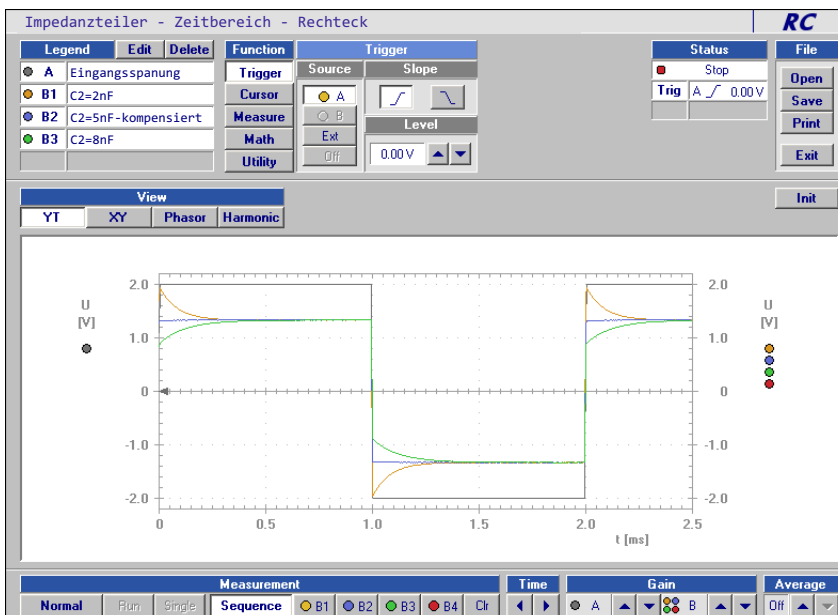 Impedanzteiler - Zeitbereich - Rechteck RC
Legend Edit Delete Function Trigger Status File
A Eingangsspanung Trigger Source Slope Stop Open
B1 C2=2nF Cursor A Trig A 0.00 V Save
B2 C2=5nF-kompensiert Measure B Level Print
B3 C2=8nF Math Ext 0.00 V Exit
Utility Off
View Init
YT XY Phasor Harmonic
2.0 2.0
U U
[V] 1.0 1.0 [V]
0 0
-1.0 -1.0
-2.0 -2.0
0 0.5 1.0 1.5 2.0 2.5
t [ms]
Measurement Time Gain Average
Normal Run Single Sequence B1 B2 B3 B4 Clr A B Off